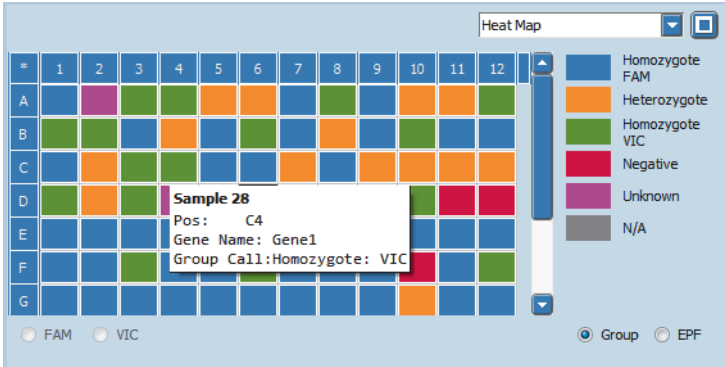 Heat Map
* 1 2 3 4 5 6 7 8 9 10 11 12
A
B
C
D
E
F
G
Sample 28
Pos: C4
Gene Name: Gene1
Group Call:Homozygote: VIC
Homozygote
FAM
Heterozygote
Homozygote
VIC
Negative
Unknown
N/A
FAM VIC
Group EPF